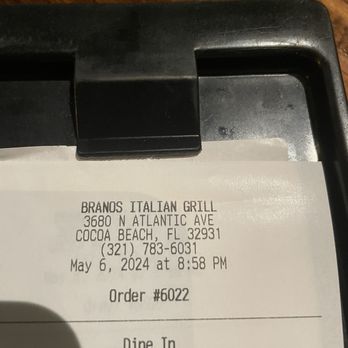 BRANOS ITALIAN GRILL
3680 N ATLANTIC AVE
COCOA BEACH, FL 32931
(321) 783-6031
May 6, 2024 at 8:58 PM
Order #6022
Dine In